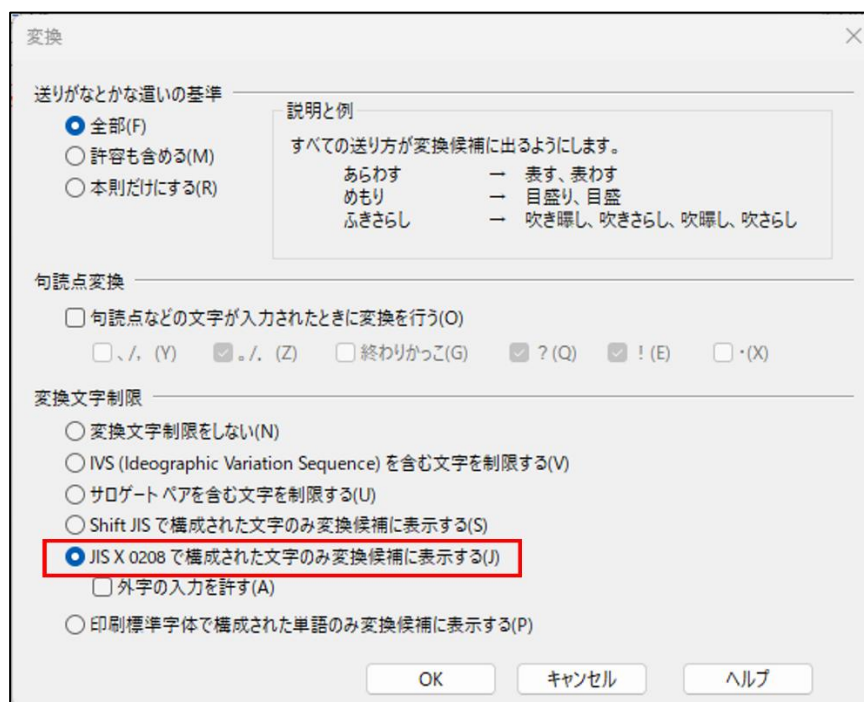 変換
送りがなとかな遣いの基準
全部(F)
許容も含める(M)
本則だけにする(R)
説明と例
すべての送り方が変換候補に出るようにします。
あらわす → 表す、表わす
めもり → 目盛り、目盛
ふきさらし → 吹き曝し、吹きさらし、吹曝し、吹さらし
句読点変換
句読点などの文字が入力されたときに変換を行う(O)
、/， (Y) 。/． (Z) 終わりかっこ(G) ? (Q) ! (E) ・(X)
変換文字制限
変換文字制限をしない(N)
IVS (Ideographic Variation Sequence) を含む文字を制限する(V)
サロゲート ペアを含む文字を制限する(U)
Shift JIS で構成された文字のみ変換候補に表示する(S)
JIS X 0208 で構成された文字のみ変換候補に表示する(J)
外字の入力を許す(A)
印刷標準字体で構成された単語のみ変換候補に表示する(P)
OK キャンセル ヘルプ